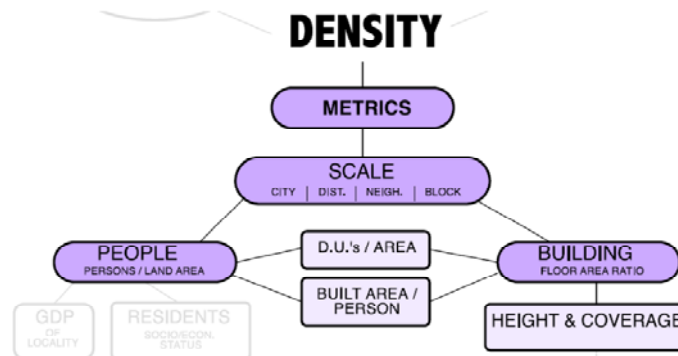 DENSITY
METRICS
SCALE
CITY | DIST. | NEIGH. | BLOCK
PEOPLE
PERSONS / LAND AREA
D.U.'s / AREA
BUILT AREA /
PERSON
BUILDING
FLOOR AREA RATIO
GDP
OF
LOCALITY
RESIDENTS
SOCIO/ECON.
STATUS
HEIGHT & COVERAGE